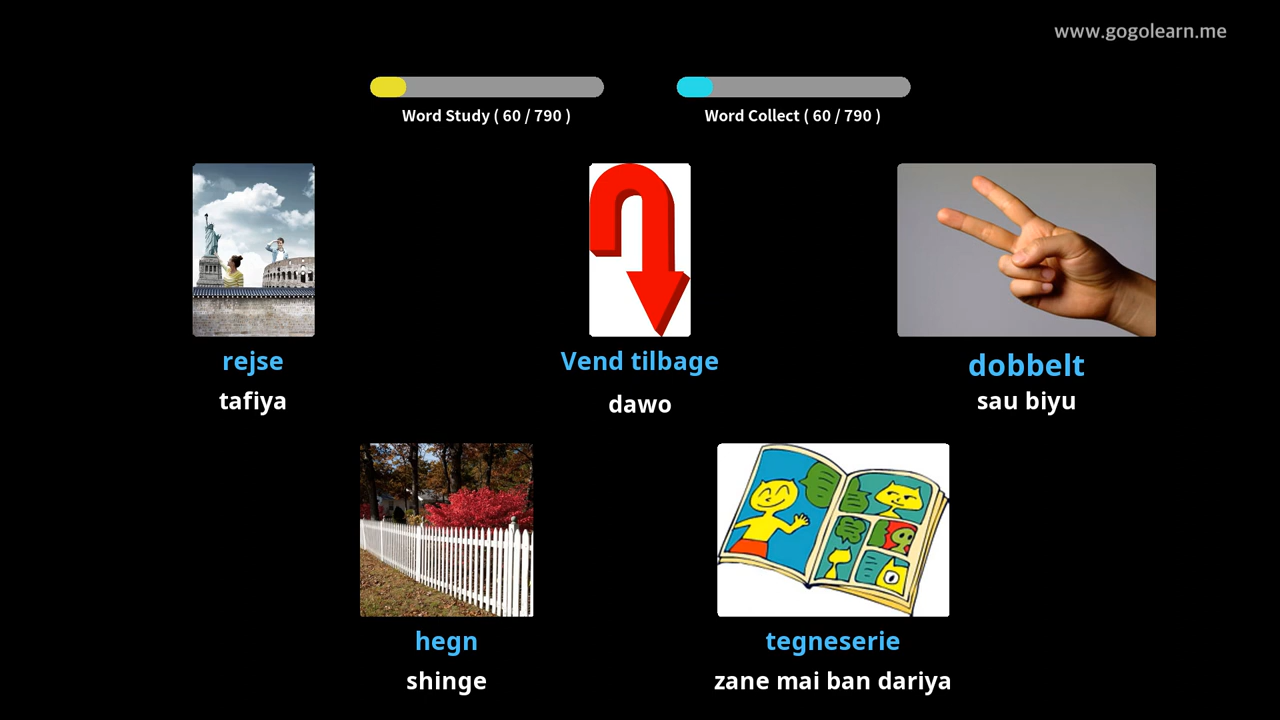 www.gogolearn.me
Word Study ( 60 / 790 )
Word Collect ( 60 / 790 )
rejse
tafiya
Vend tilbage
dawo
dobbelt
sau biyu
hegn
shinge
tegneserie
zane mai ban dariya